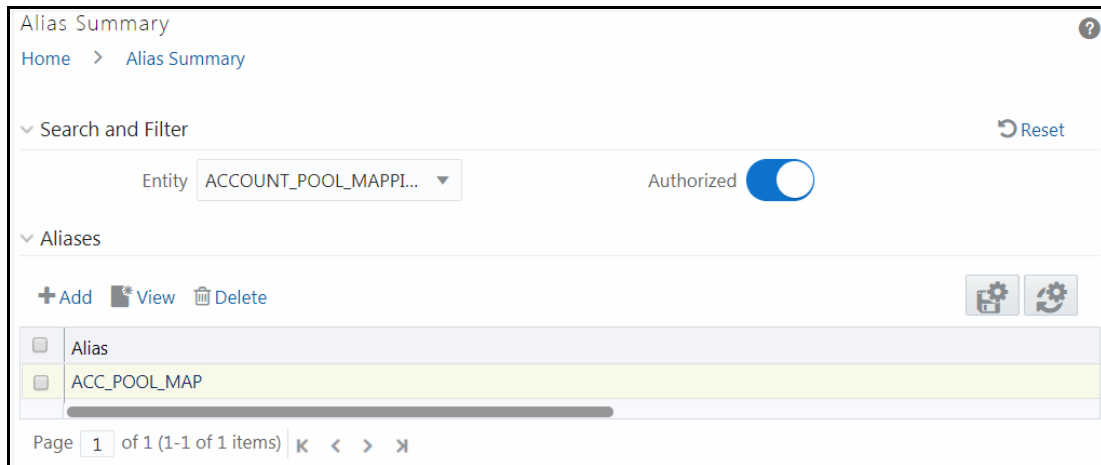 Alias Summary
Home > Alias Summary
Search and Filter
Reset
Entity ACCOUNT_POOL_MAPPI... Authorized
Aliases
Add View Delete
Alias
ACC_POOL_MAP
Page 1 of 1 (1-1 of 1 items)